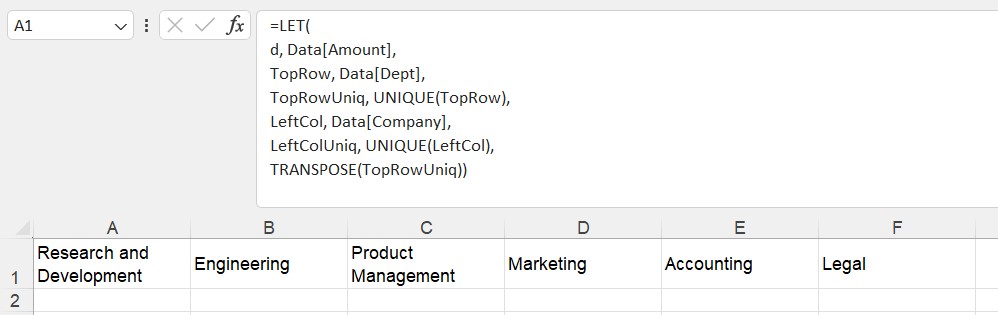 A1
fx
=LET(
d, Data[Amount],
TopRow, Data[Dept],
TopRowUniq, UNIQUE(TopRow),
LeftCol, Data[Company],
LeftColUniq, UNIQUE(LeftCol),
TRANSPOSE(TopRowUniq))
A B C D E F
1 Research and Development Engineering Product Management Marketing Accounting Legal
2